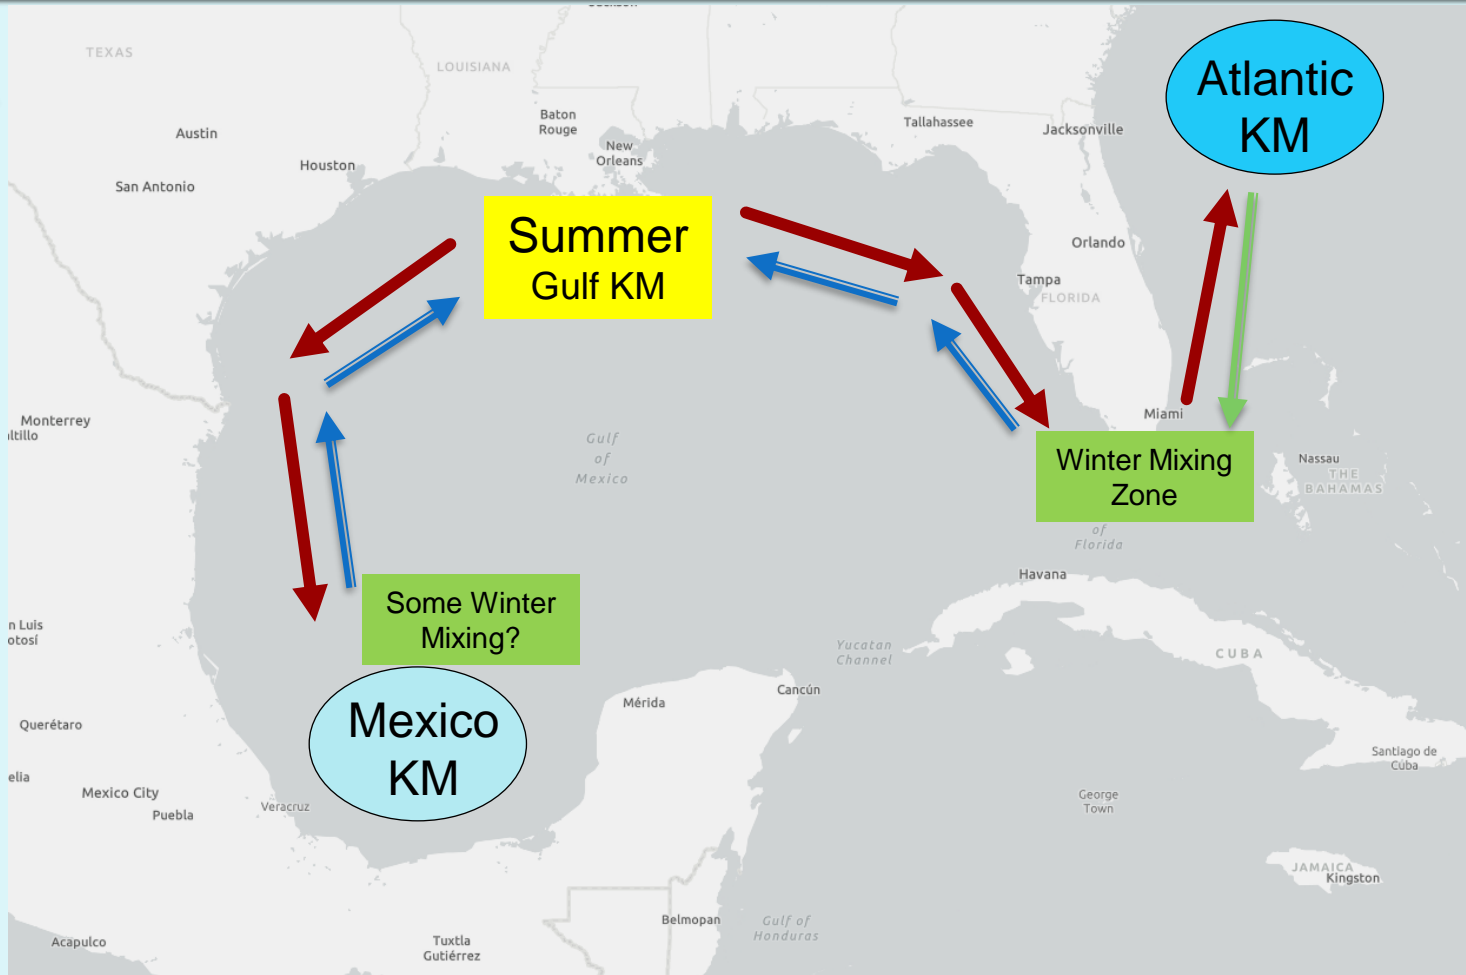 TEXAS
LOUISIANA
Baton
Rouge
New
Orleans
Austin
Houston
San Antonio
Tallahassee
Jacksonville
Atlantic
KM
Summer
Gulf KM
Orlando
Tampa
FLORIDA
Miami
Monterrey
Gulf
of
Mexico
Winter Mixing
Zone
Nassau
THE
BAHAMAS
of
Florida
Havana
Some Winter
Mixing?
Yucatan
Channel
CUBA
Mexico
KM
Mérida
Cancún
Querétaro
Mexico City
Puebla
Veracruz
Santiago de
Cuba
George
Town
JAMAICA
Kingston
Belmopan
Gulf of
Honduras
Acapulco
Tuxtla
Gutiérrez